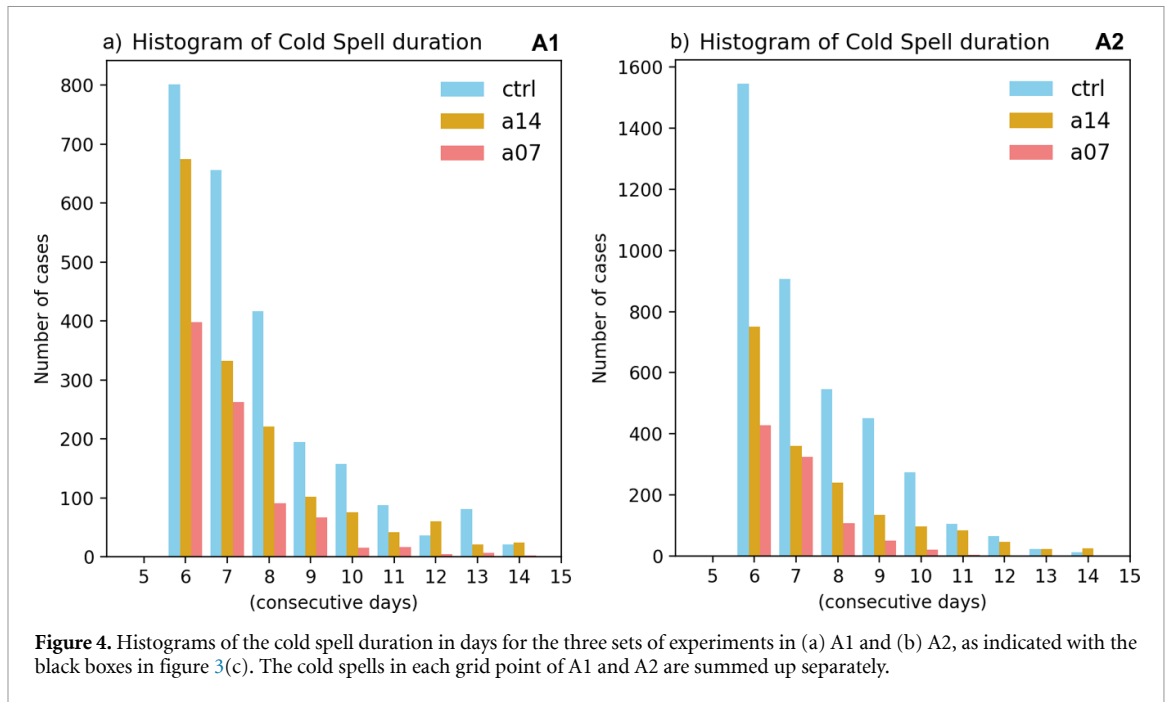 a) Histogram of Cold Spell duration A1
800
700
600
500
400
300
200
100
0
Number of cases
ctrl
a14
a07
5 6 7 8 9 10 11 12 13 14 15
(consecutive days)
b) Histogram of Cold Spell duration A2
1600
1400
1200
1000
800
600
400
200
0
Number of cases
ctrl
a14
a07
5 6 7 8 9 10 11 12 13 14 15
(consecutive days)
Figure 4. Histograms of the cold spell duration in days for the three sets of experiments in (a) A1 and (b) A2, as indicated with the
black boxes in figure 3(c). The cold spells in each grid point of A1 and A2 are summed up separately.